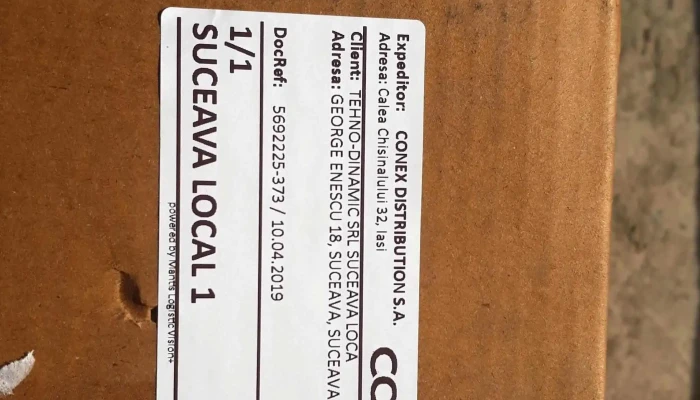 Expeditor: CONEX DISTRIBUTION S.A.
Adresa: Calea Chisinalului 32, Iasi
CO
Client: TEHNO-DINAMIC SRL SUCEAVA LOCA
Adresa: GEORGE ENESCU 18, SUCEAVA, SUCEAVA
DocRef: 5692225-373 / 10.04.2019
1/1
SUCEAVA LOCAL 1
powered by Mantis Logistic Vision+